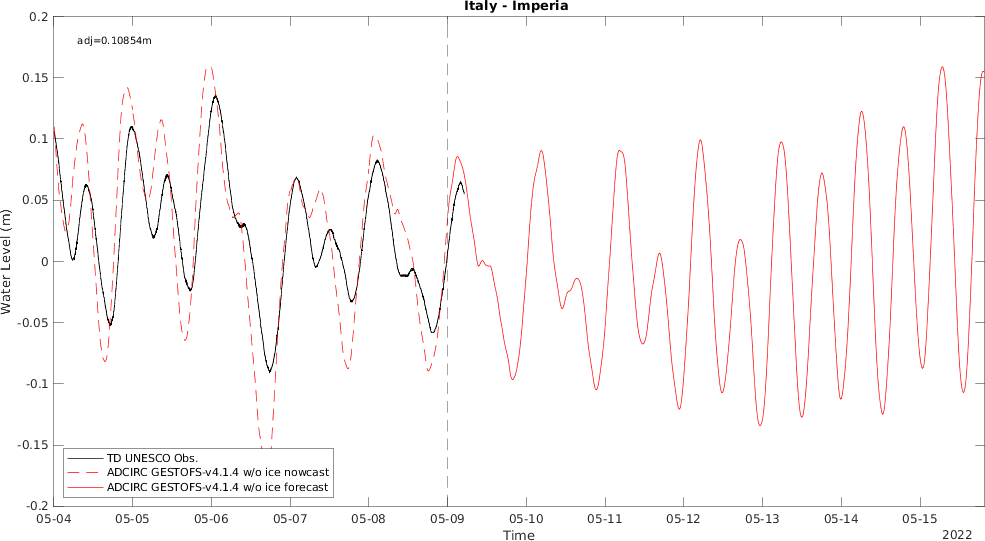 Italy - Imperia
0.2
adj=0.10854m
0.15
0.1
0.05
0
-0.05
-0.1
-0.15
-0.2
Water Level (m)
TD UNESCO Obs.
ADCIRC GESTOFS-v4.1.4 w/o ice nowcast
ADCIRC GESTOFS-v4.1.4 w/o ice forecast
05-04 05-05 05-06 05-07 05-08 05-09 05-10 05-11 05-12 05-13 05-14 05-15
Time
2022